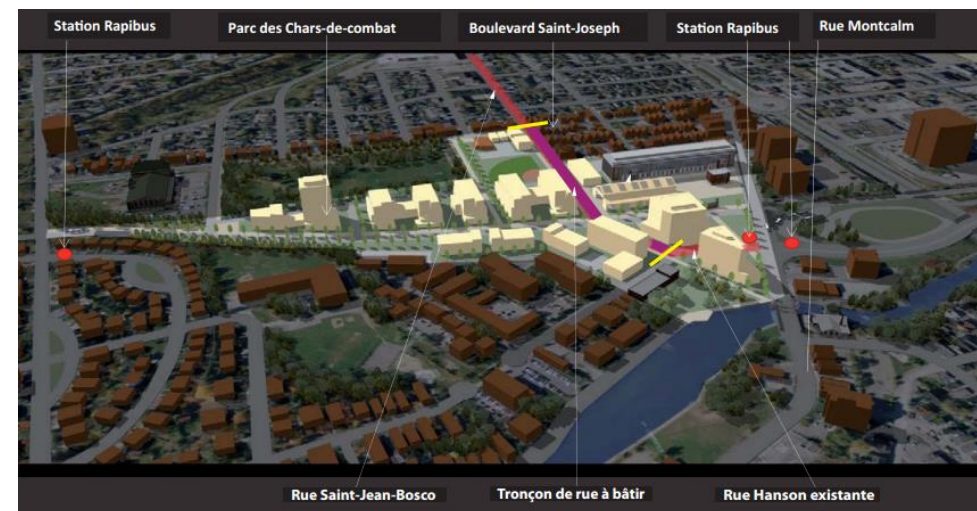 Station Rapibus
Parc des Chars-de-combat
Boulevard Saint-Joseph
Station Rapibus
Rue Montcalm
Rue Saint-Jean-Bosco
Tronçon de rue à bâtir
Rue Hanson existante